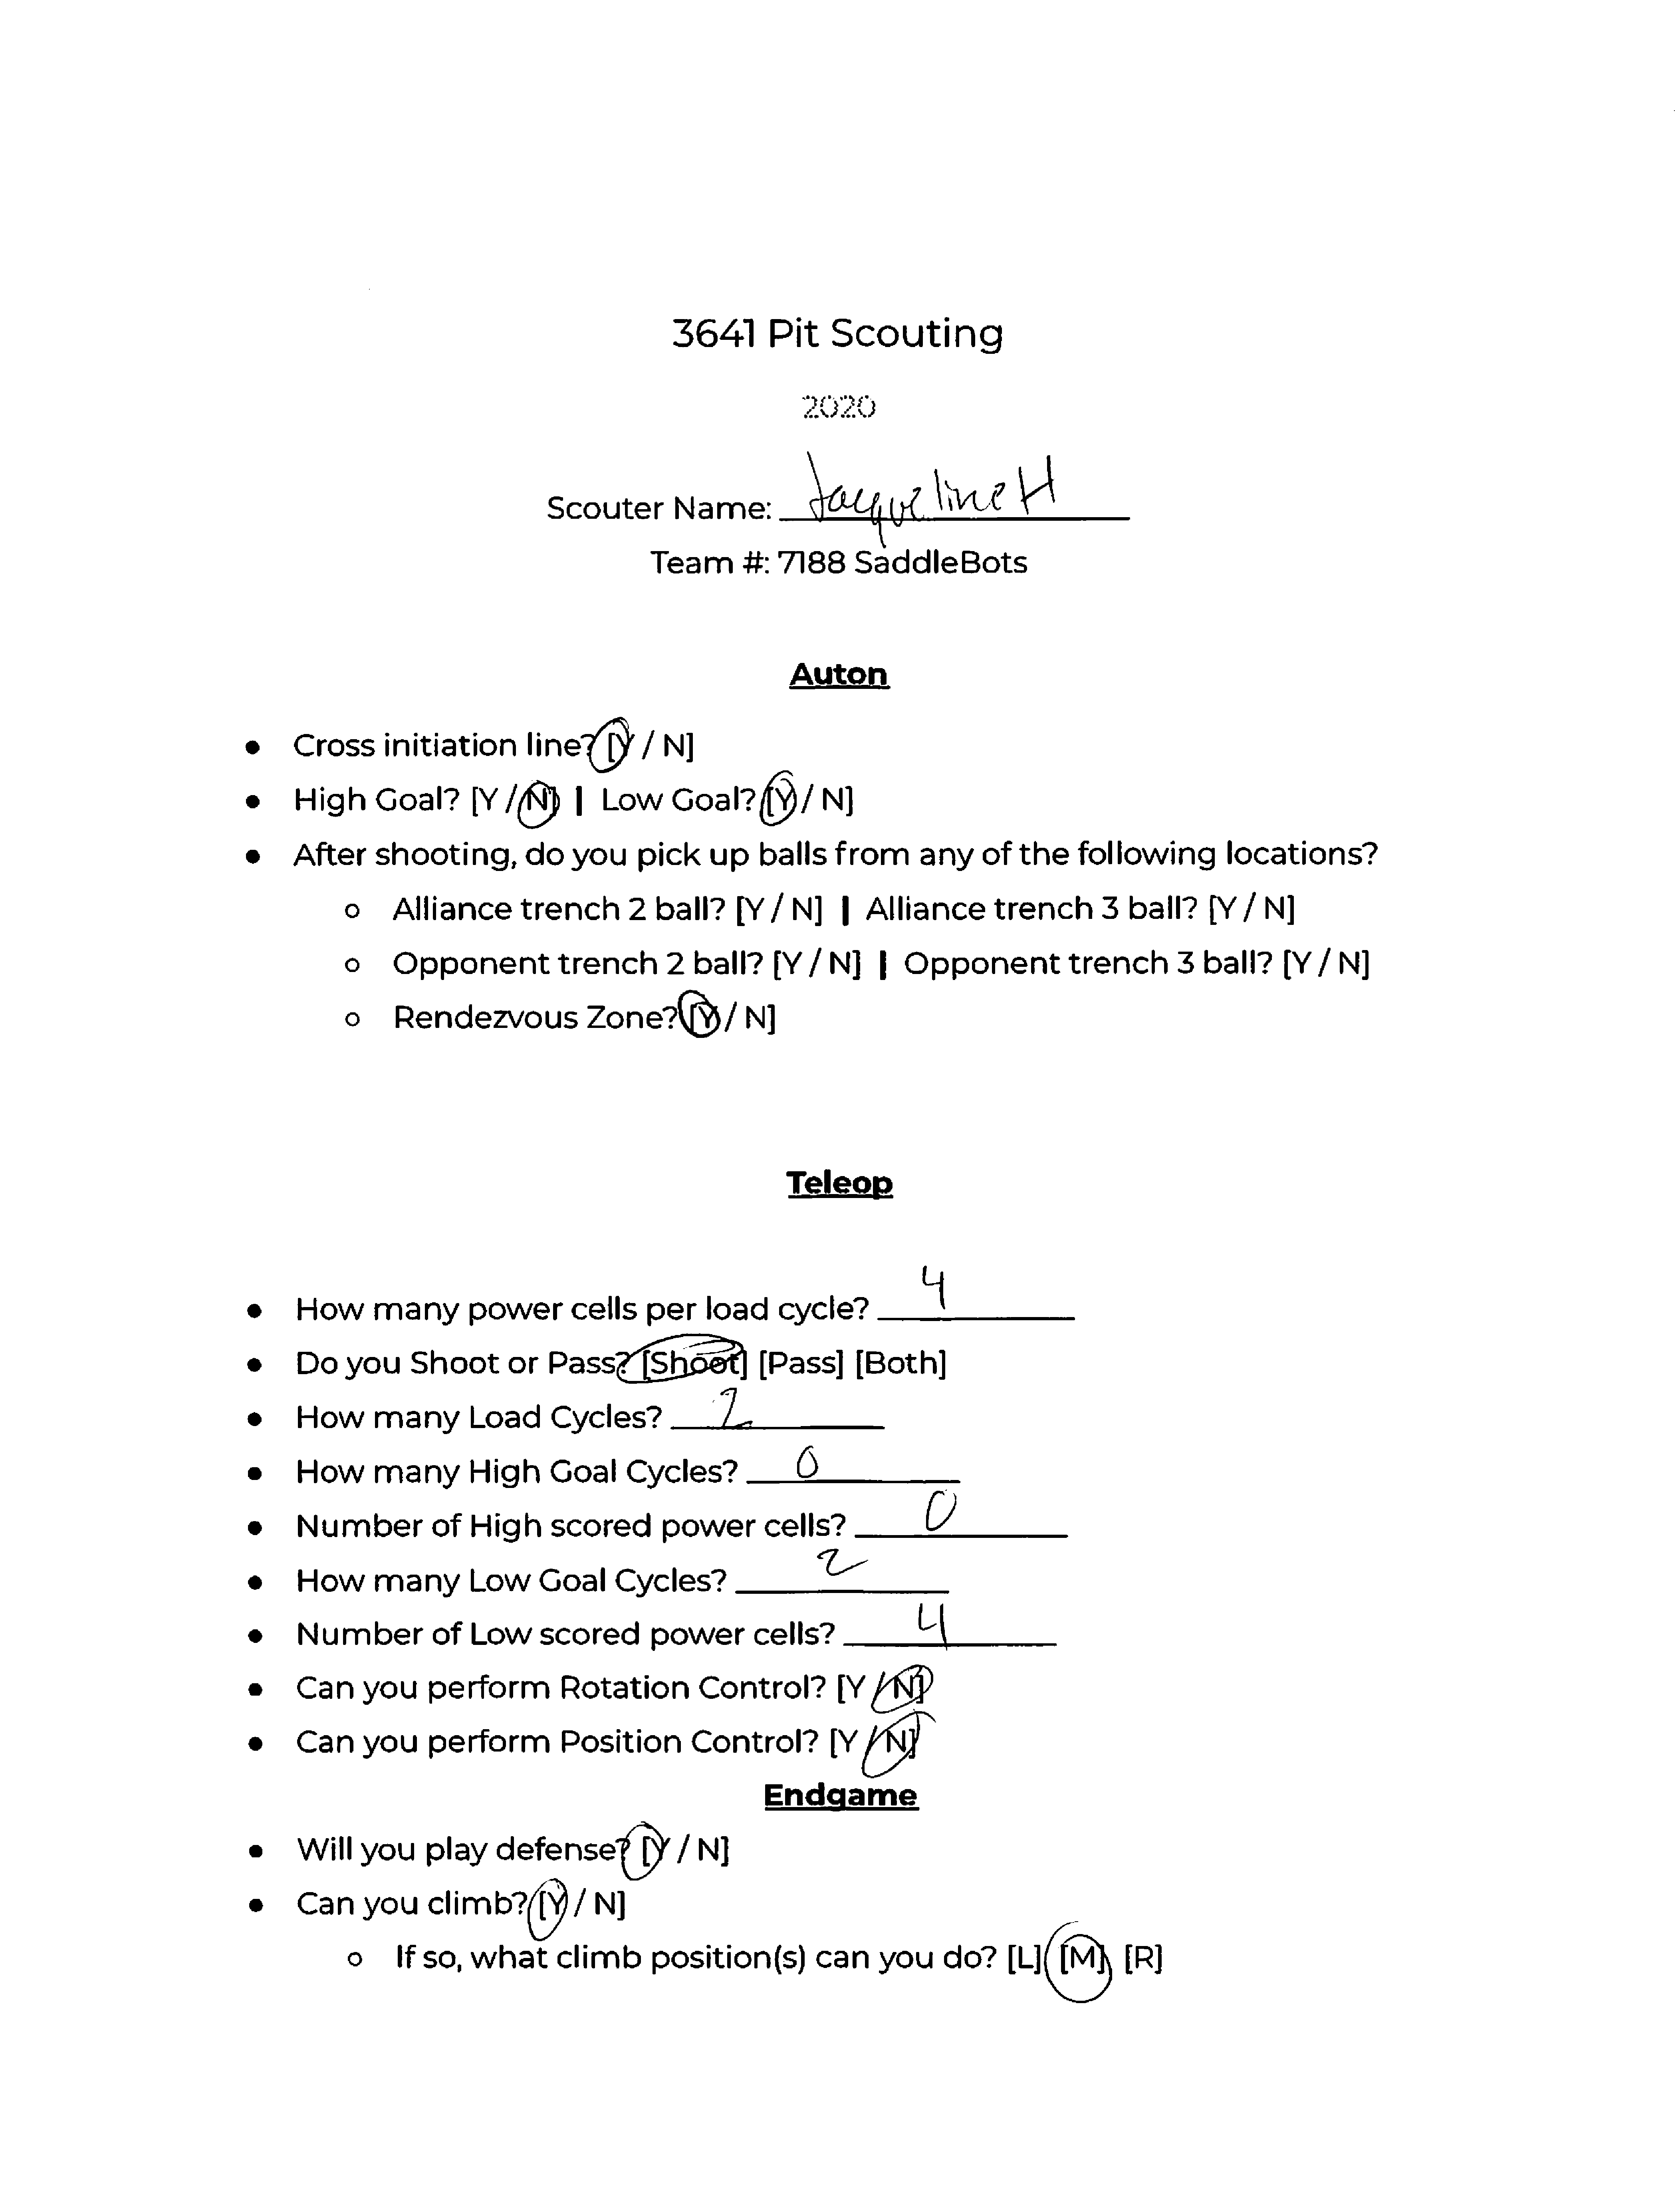 3641 Pit Scouting
2020
Scouter Name: Jacqueline H
Team #: 7188 SaddleBots
Auton
● Cross initiation line? [Y / N]
● High Goal? [Y / N] | Low Goal? [Y / N]
● After shooting, do you pick up balls from any of the following locations?
○ Alliance trench 2 ball? [Y / N] | Alliance trench 3 ball? [Y / N]
○ Opponent trench 2 ball? [Y / N] | Opponent trench 3 ball? [Y / N]
○ Rendezvous Zone? [Y / N]
Teleop
● How many power cells per load cycle? 4
● Do you Shoot or Pass? [Shoot] [Pass] [Both]
● How many Load Cycles? 2
● How many High Goal Cycles? 0
● Number of High scored power cells? 0
● How many Low Goal Cycles? 2
● Number of Low scored power cells? 4
● Can you perform Rotation Control? [Y / N]
● Can you perform Position Control? [Y / N]
Endgame
● Will you play defense? [Y / N]
● Can you climb? [Y / N]
○ If so, what climb position(s) can you do? [L] [M] [R]